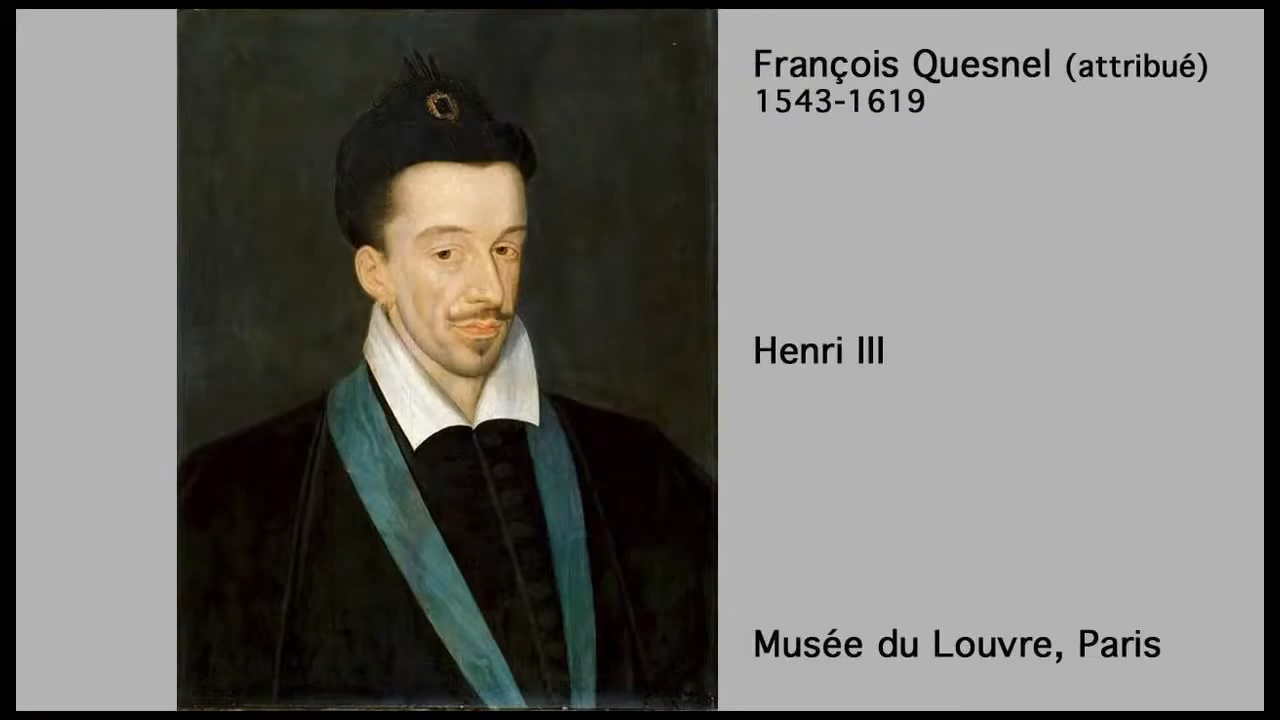 François Quesnel (attribué)
1543-1619
Henri III
Musée du Louvre, Paris